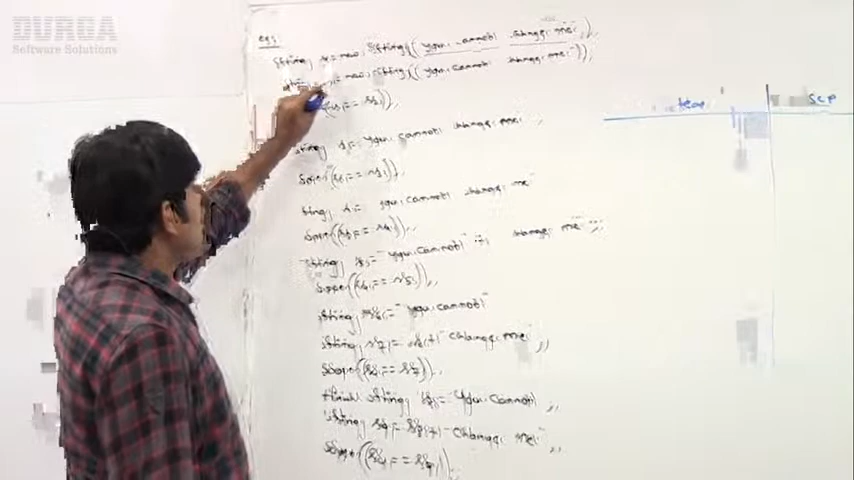 DURGA
Software Solutions
eg:
String s1=new String("you cannot change me");
String s2=new String("you cannot change me");
(s1==s2);
String s3="you cannot change me";
Sopln(s1==s3);
String s4="you cannot change me";
Sopln(s3==s4);
String s5="you cannot" + "change me";
Sopln(s4==s5);
String s6="you cannot"
String s7=s6+"change me";
Sopln(s4==s7);
final String s8="you cannot";
String s9=s8+"change me";
Sopln(s4==s9);
heap
SCP